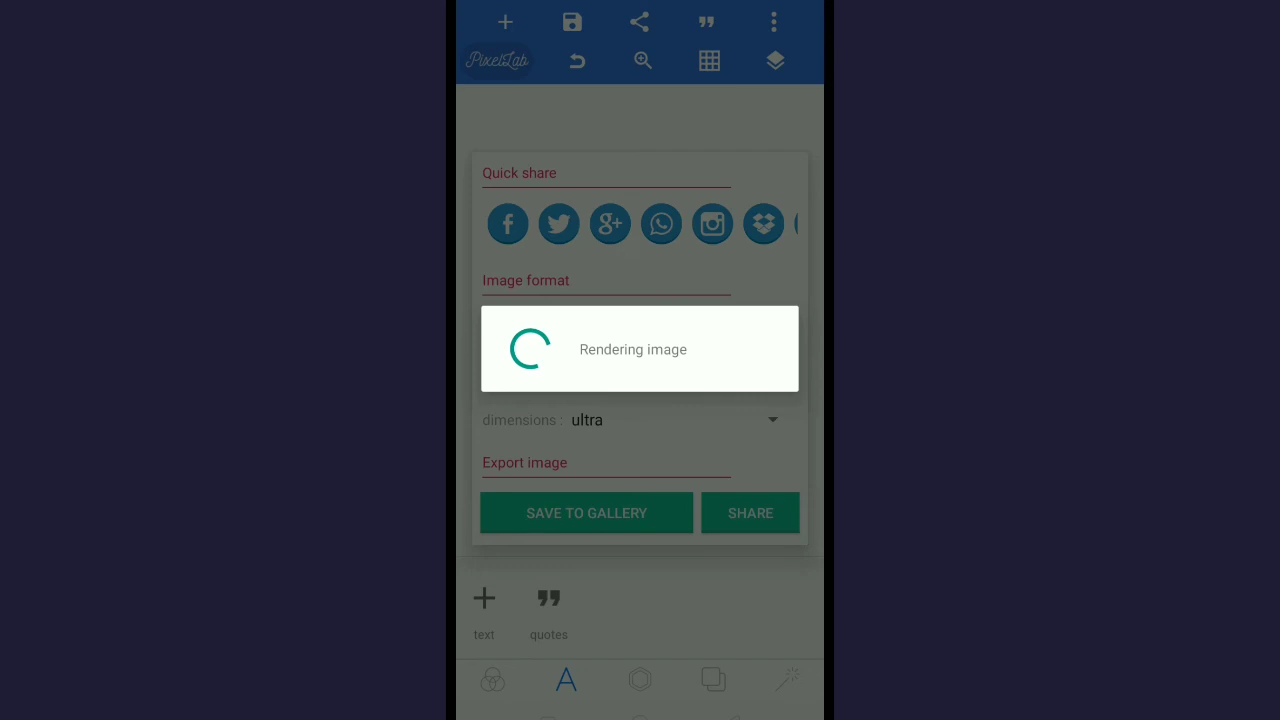 PixelLab
Quick share
Image format
Rendering image
dimensions : ultra
Export image
SAVE TO GALLERY SHARE
text quotes